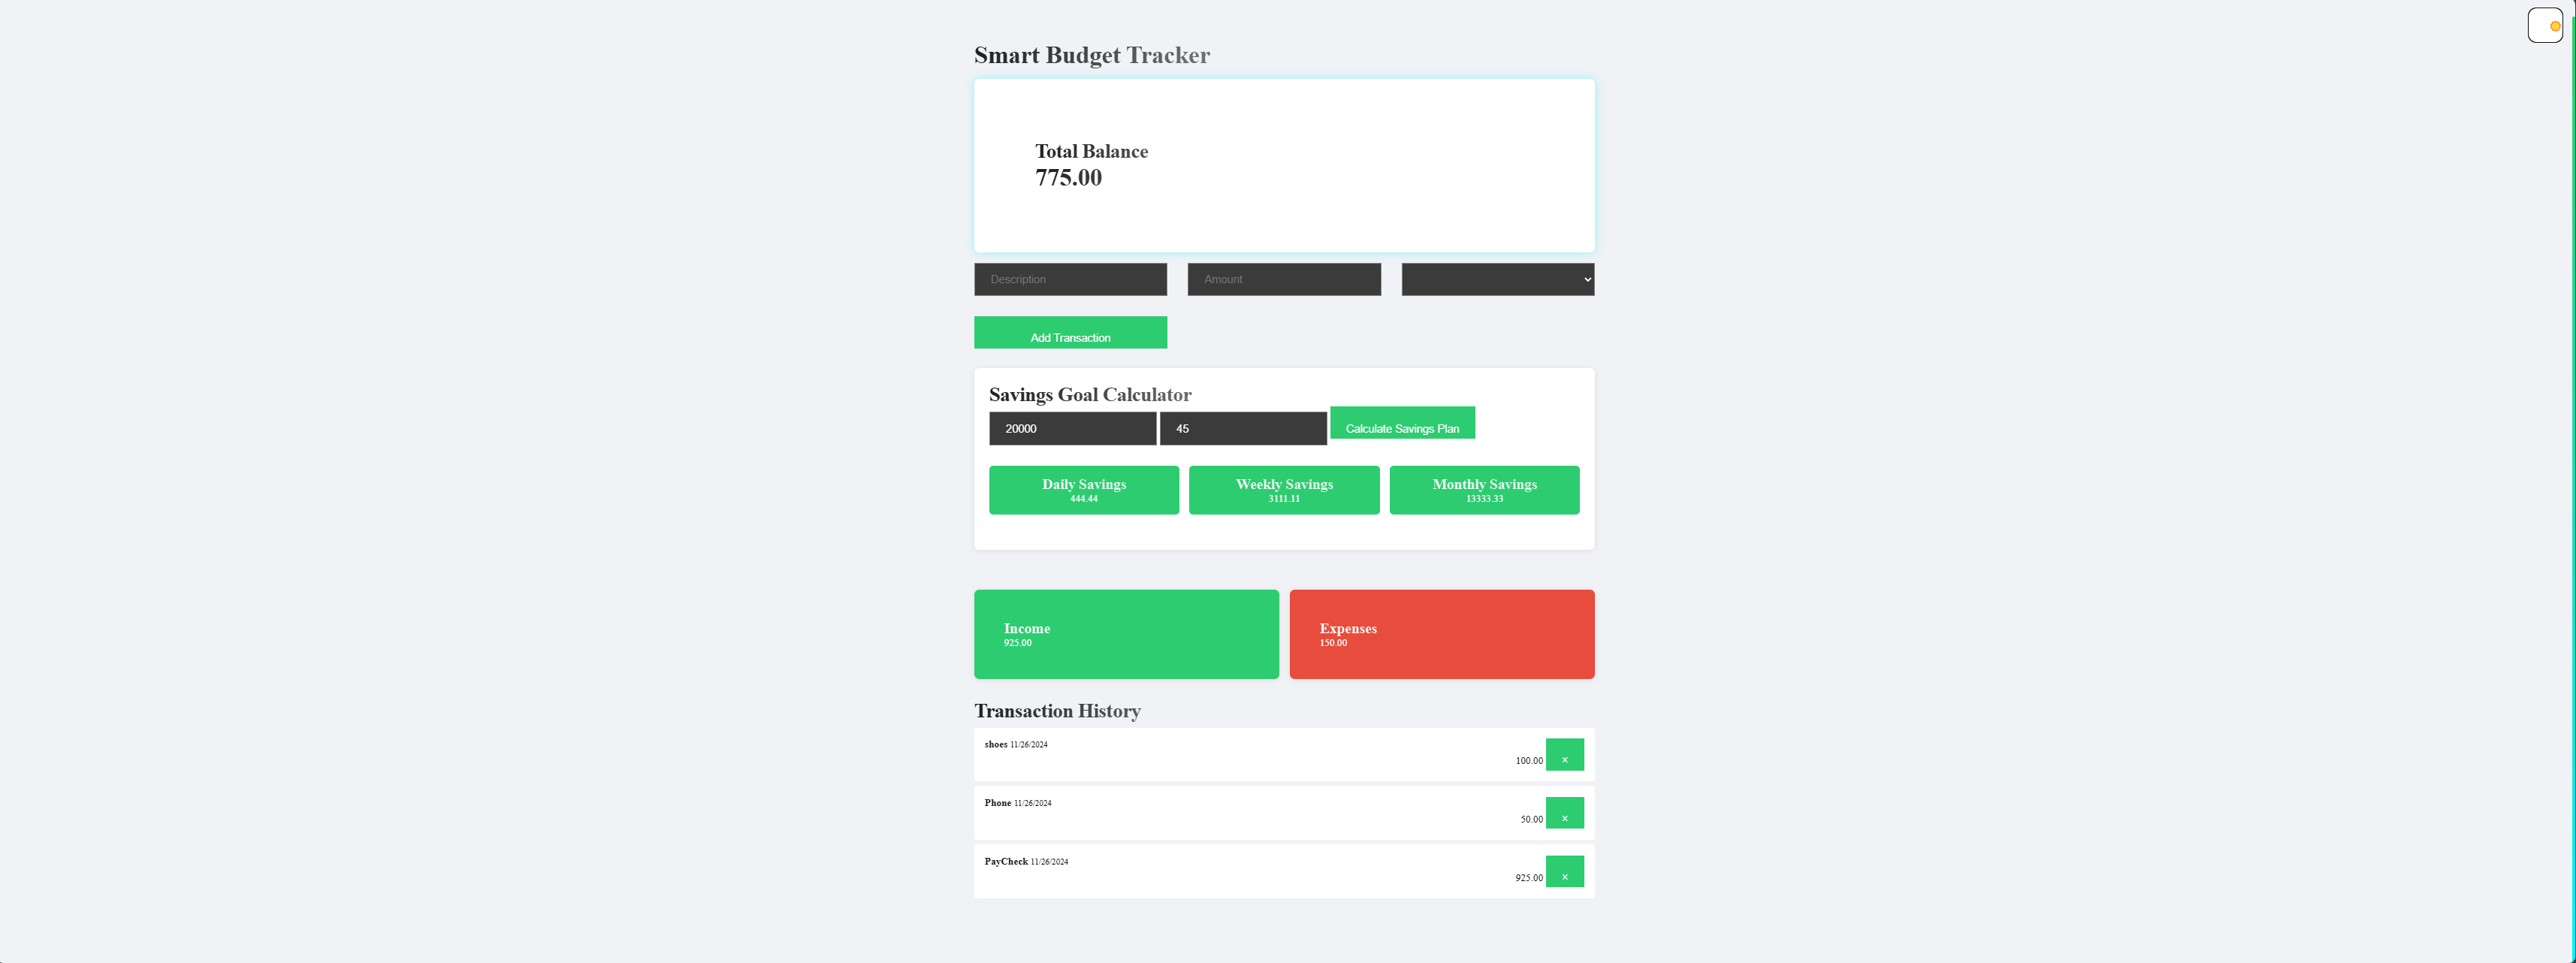 Smart Budget Tracker
Total Balance
775.00
Description Amount
Add Transaction
Savings Goal Calculator
20000 45 Calculate Savings Plan
Daily Savings Weekly Savings Monthly Savings
444.44 3111.11 13333.33
Income Expenses
925.00 150.00
Transaction History
shoes 11/26/2024
100.00 ×
Phone 11/26/2024
50.00 ×
PayCheck 11/26/2024
925.00 ×